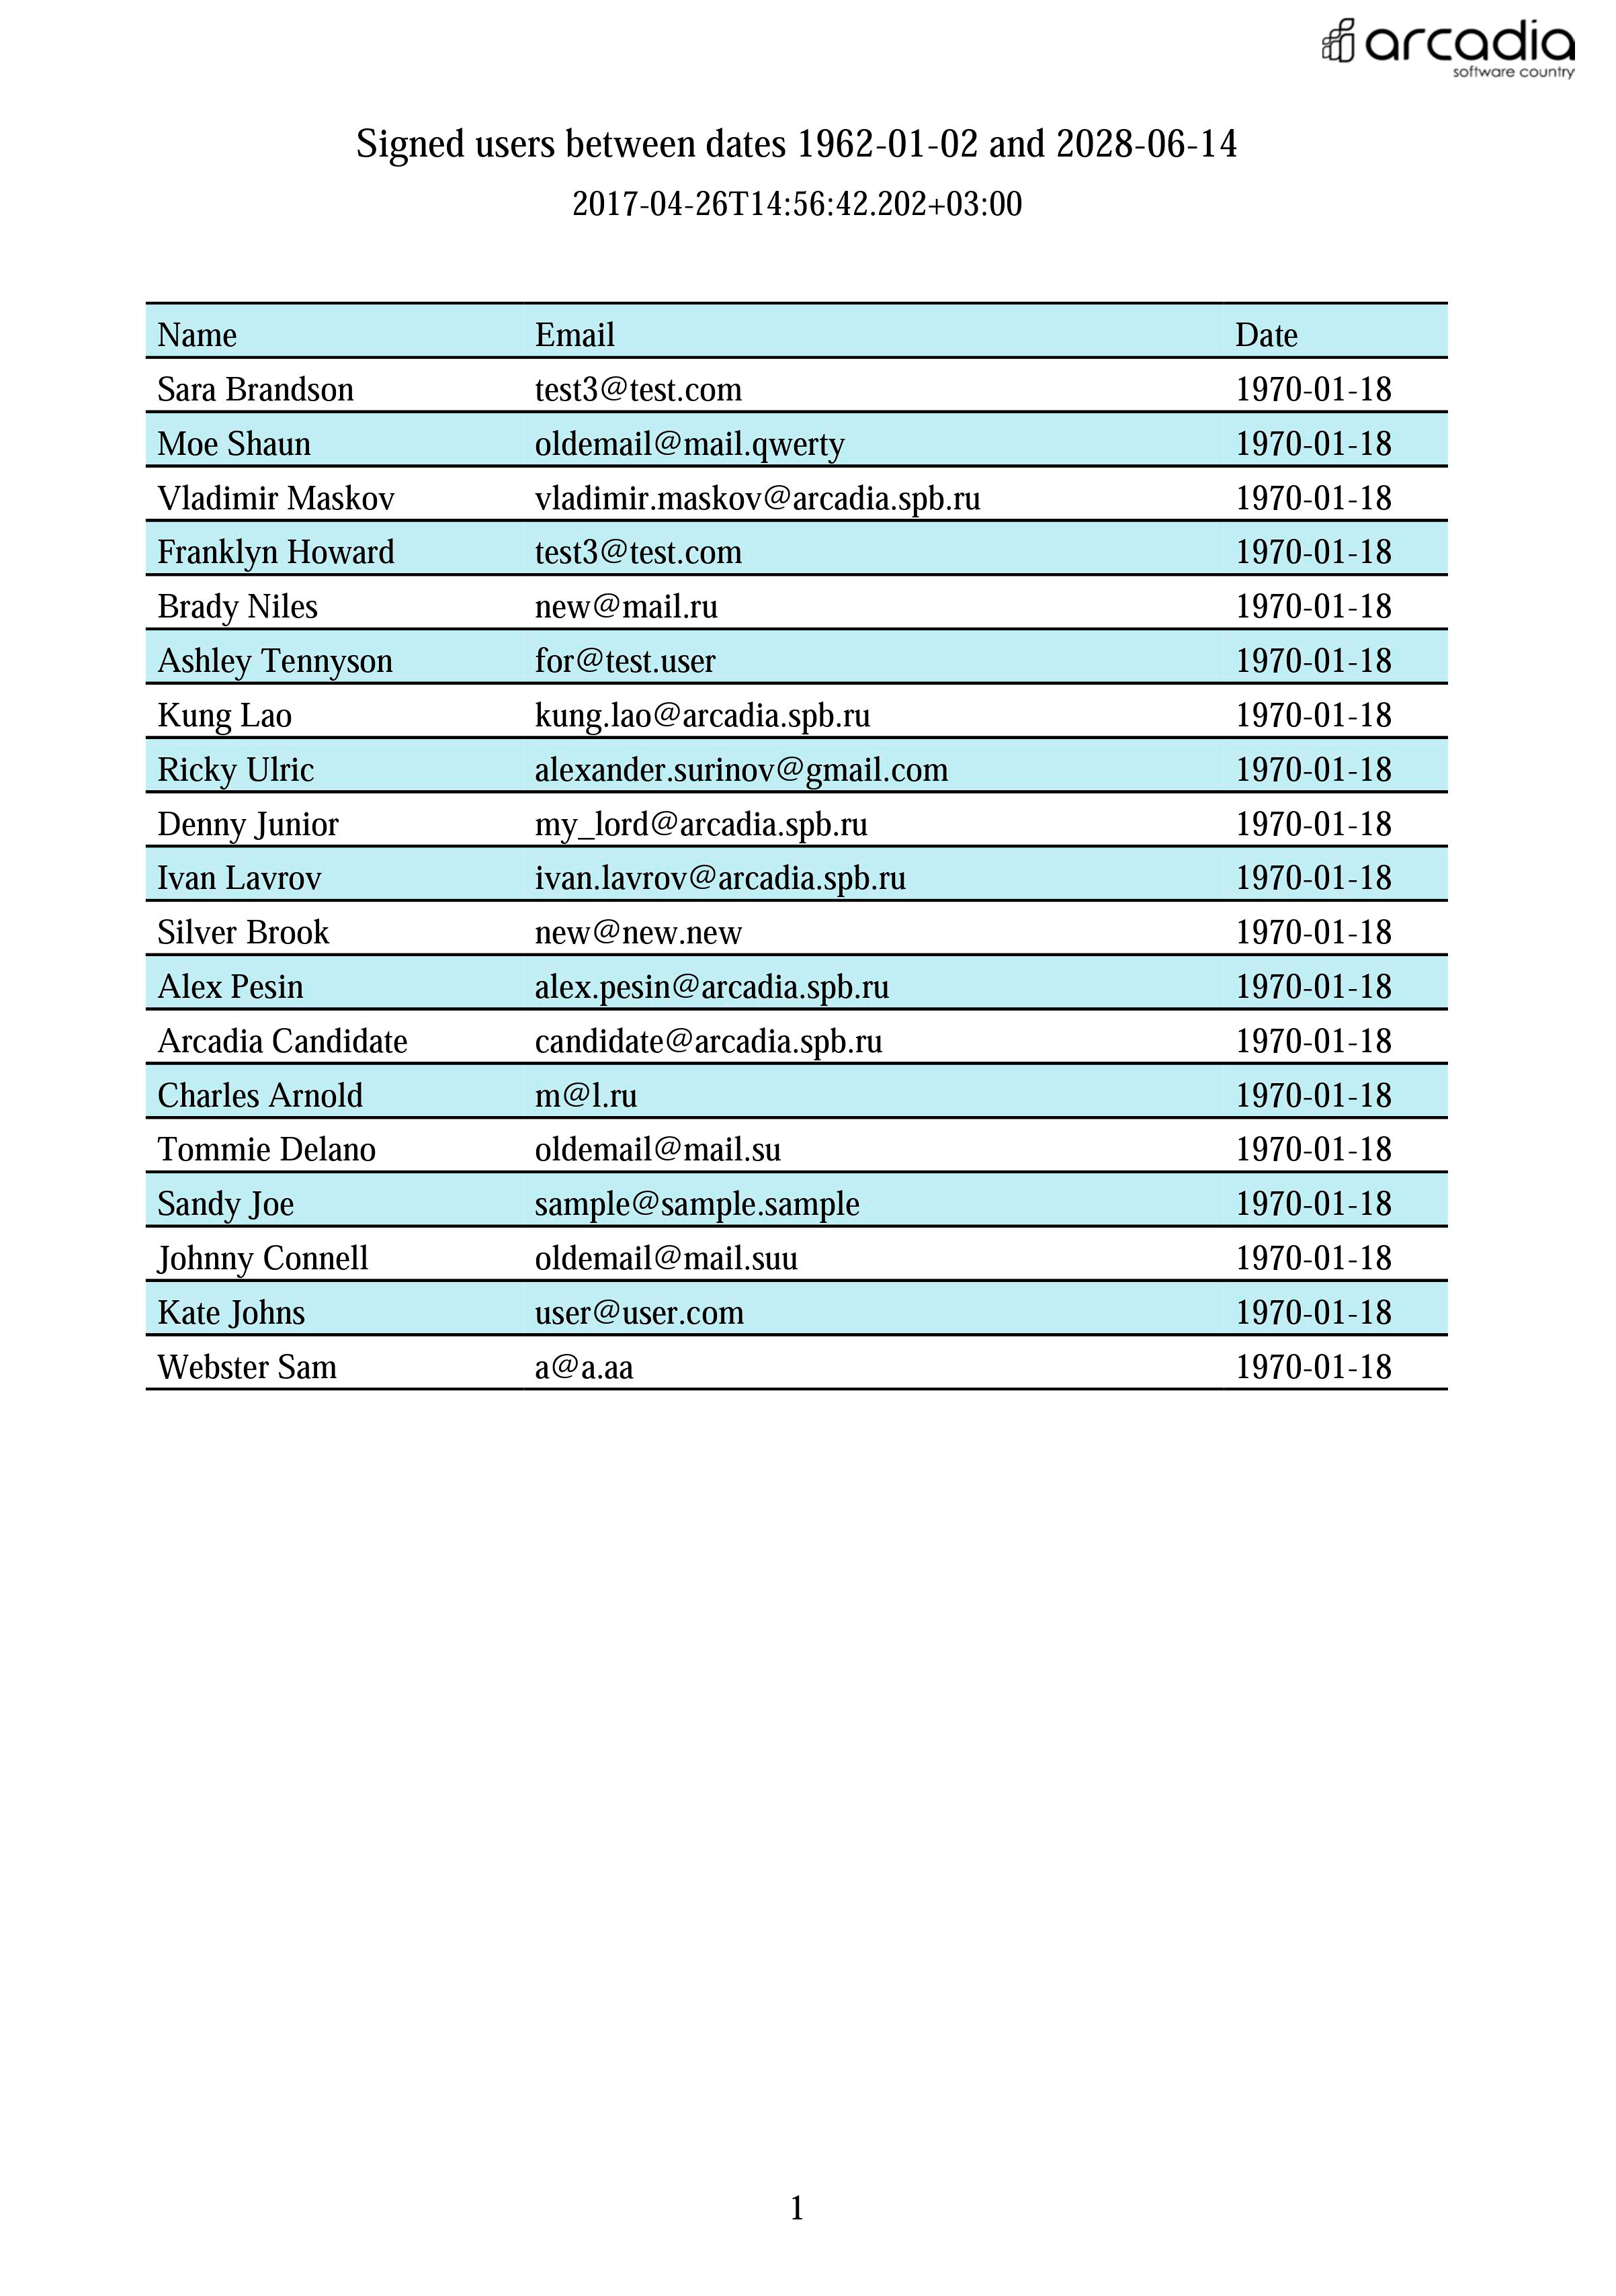 arcadia
software country
Signed users between dates 1962-01-02 and 2028-06-14
2017-04-26T14:56:42.202+03:00
Name Email Date
Sara Brandson test3@test.com 1970-01-18
Moe Shaun oldemail@mail.qwerty 1970-01-18
Vladimir Maskov vladimir.maskov@arcadia.spb.ru 1970-01-18
Franklyn Howard test3@test.com 1970-01-18
Brady Niles new@mail.ru 1970-01-18
Ashley Tennyson for@test.user 1970-01-18
Kung Lao kung.lao@arcadia.spb.ru 1970-01-18
Ricky Ulric alexander.surinov@gmail.com 1970-01-18
Denny Junior my_lord@arcadia.spb.ru 1970-01-18
Ivan Lavrov ivan.lavrov@arcadia.spb.ru 1970-01-18
Silver Brook new@new.new 1970-01-18
Alex Pesin alex.pesin@arcadia.spb.ru 1970-01-18
Arcadia Candidate candidate@arcadia.spb.ru 1970-01-18
Charles Arnold m@l.ru 1970-01-18
Tommie Delano oldemail@mail.su 1970-01-18
Sandy Joe sample@sample.sample 1970-01-18
Johnny Connell oldemail@mail.suu 1970-01-18
Kate Johns user@user.com 1970-01-18
Webster Sam a@a.aa 1970-01-18
1